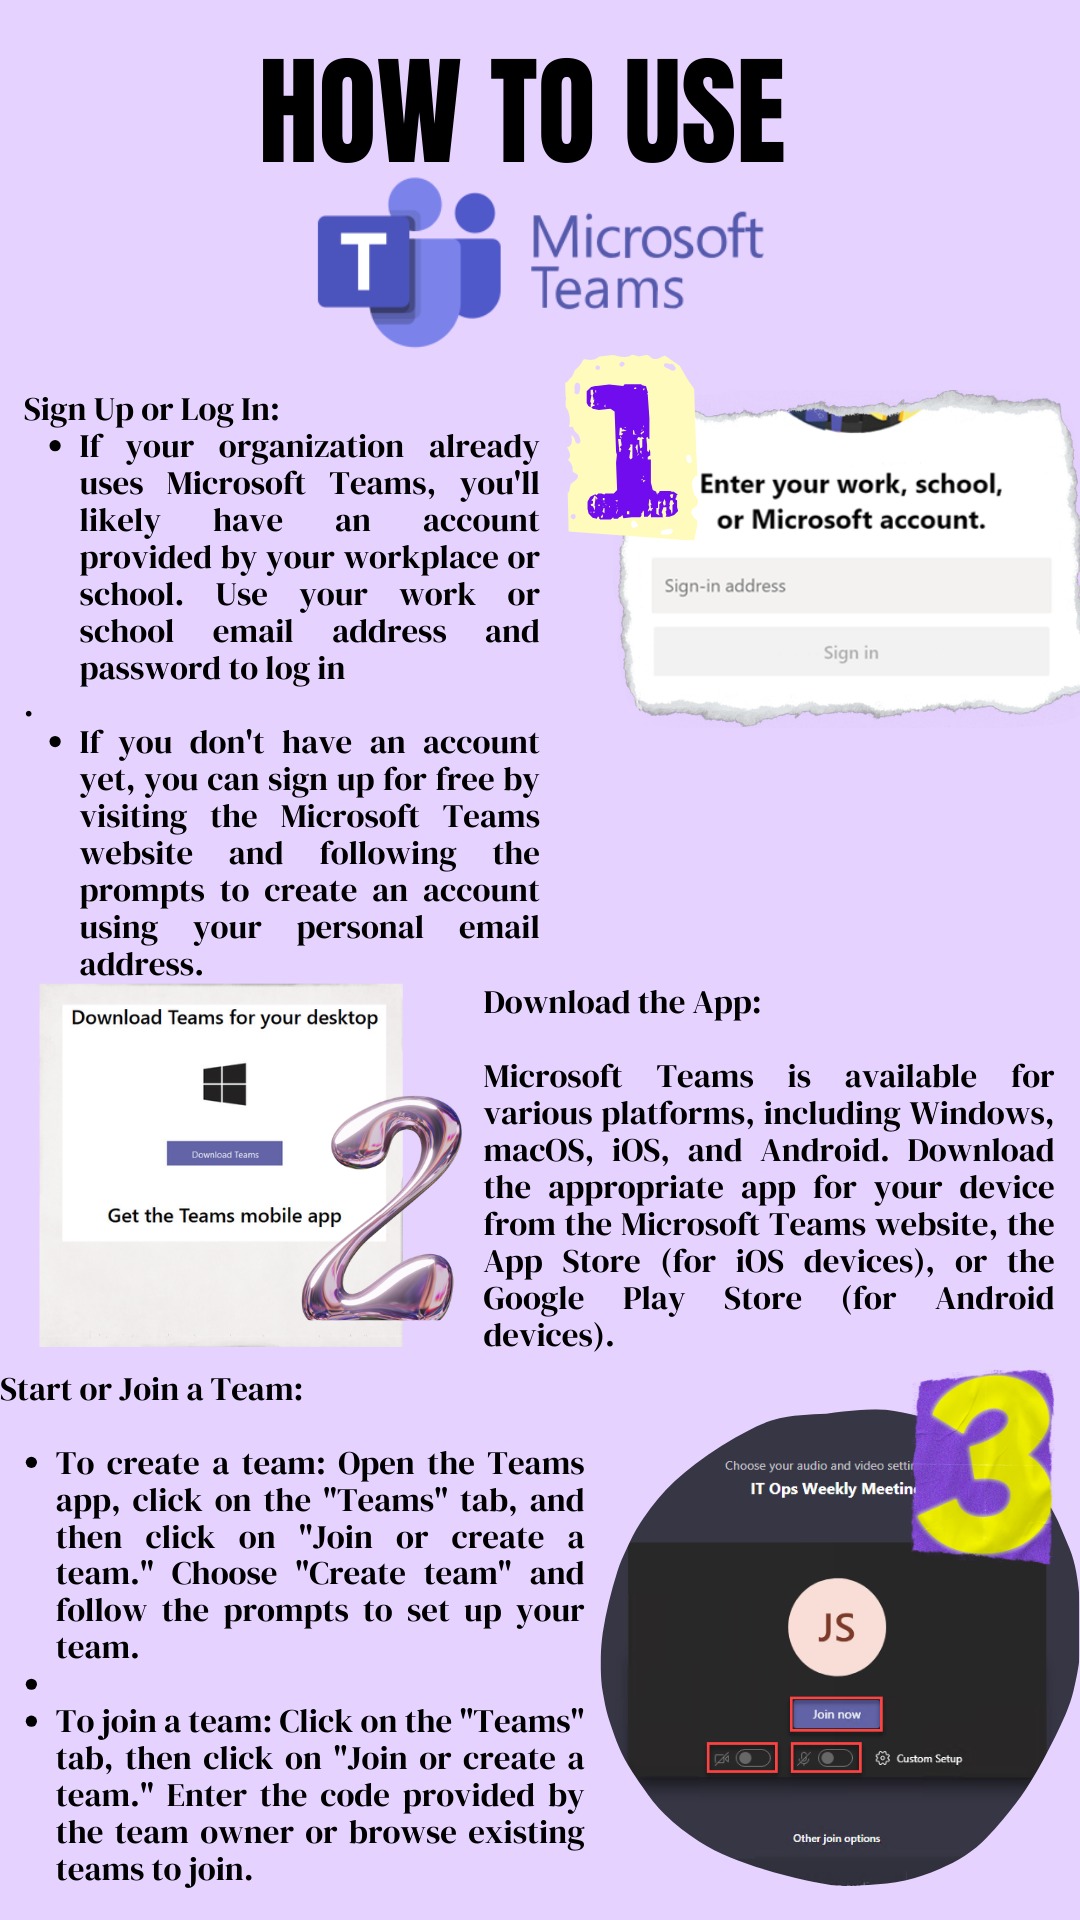 HOW TO USE
T
Microsoft
Teams
Sign Up or Log In:
• If your organization already
uses Microsoft Teams, you'll
likely have an account
provided by your workplace or
school. Use your work or
school email address and
password to log in
.
• If you don't have an account
yet, you can sign up for free by
visiting the Microsoft Teams
website and following the
prompts to create an account
using your personal email
address.
1
Enter your work, school,
or Microsoft account.
Sign-in address
Sign in
Download Teams for your desktop
Download Teams
Get the Teams mobile app
2
Download the App:
Microsoft Teams is available for
various platforms, including Windows,
macOS, iOS, and Android. Download
the appropriate app for your device
from the Microsoft Teams website, the
App Store (for iOS devices), or the
Google Play Store (for Android
devices).
Start or Join a Team:
• To create a team: Open the Teams
app, click on the "Teams" tab, and
then click on "Join or create a
team." Choose "Create team" and
follow the prompts to set up your
team.
•
• To join a team: Click on the "Teams"
tab, then click on "Join or create a
team." Enter the code provided by
the team owner or browse existing
teams to join.
3
Choose your audio and video settin
IT Ops Weekly Meetin
JS
Join now
Custom Setup
Other join options